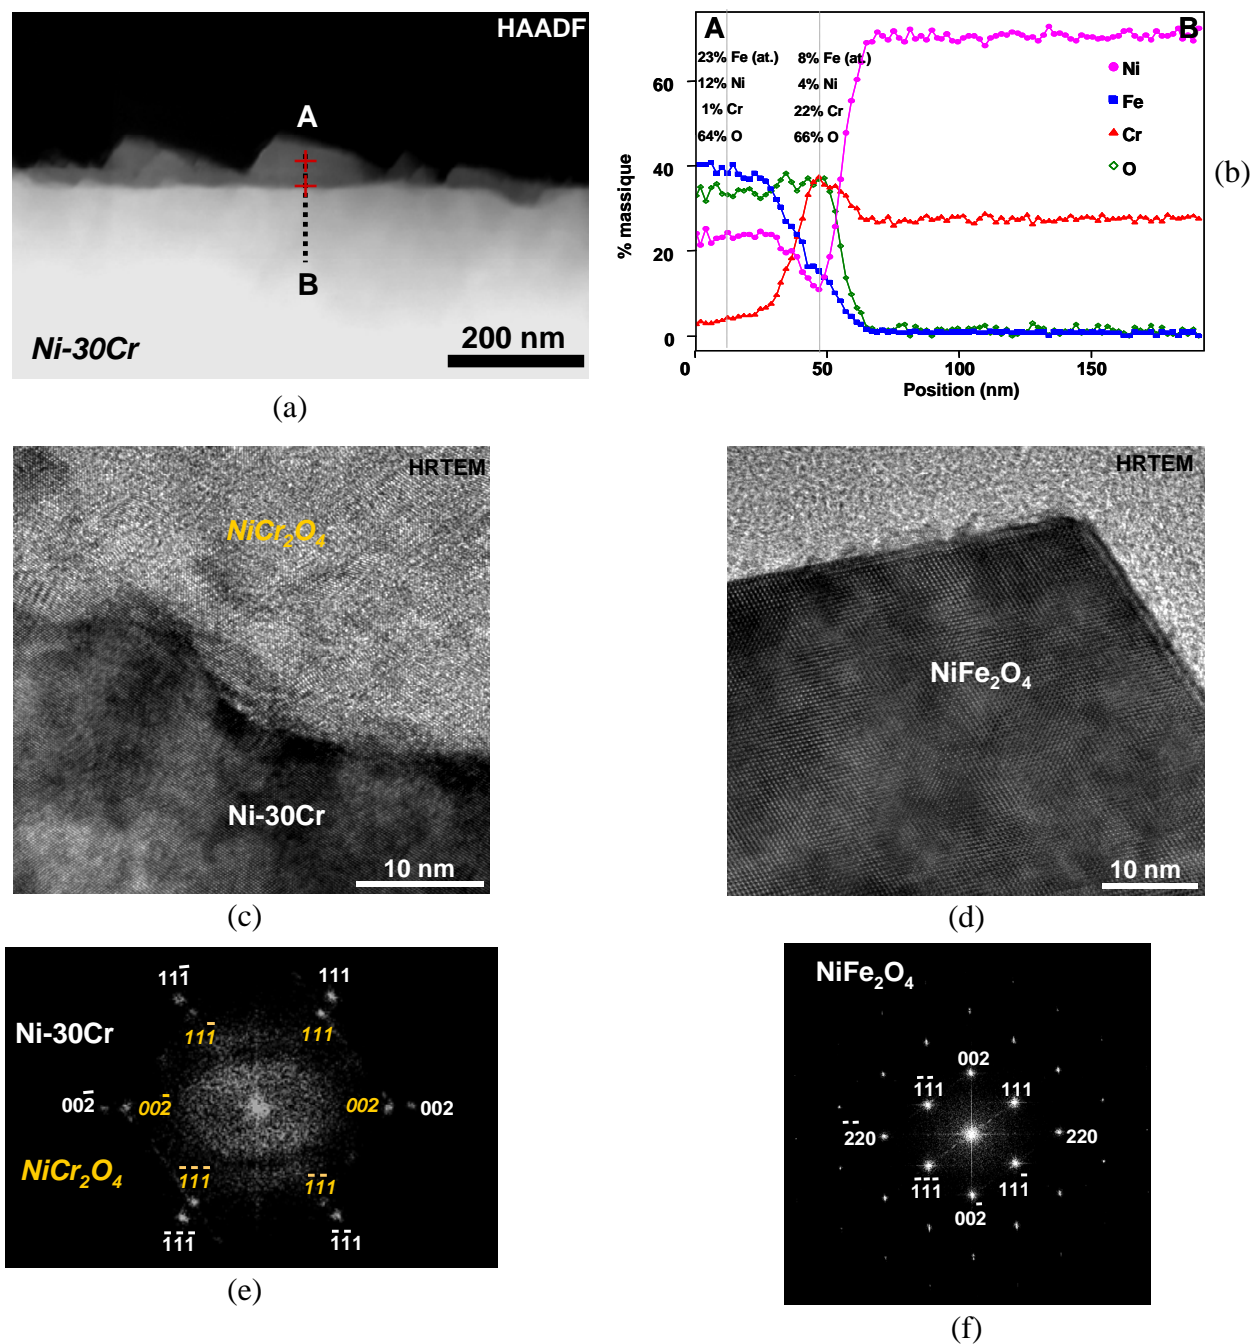 HAADF
A
B
Ni-30Cr
200 nm
(a)
A
B
23% Fe (at.)
12% Ni
1% Cr
64% O
8% Fe (at.)
4% Ni
22% Cr
66% O
Ni
Fe
Cr
O
% massique
60
40
20
0
0
50
100
150
Position (nm)
(b)
HRTEM
NiCr₂O₄
Ni-30Cr
10 nm
(c)
HRTEM
NiFe₂O₄
10 nm
(d)
111̄
111
Ni-30Cr
111̄
111
002̄
002̄
002
002
NiCr₂O₄
1̄1̄1̄
1̄1̄1
1̄1̄1̄
1̄1̄1
(e)
NiFe₂O₄
002
1̄1̄1
111
2̄2̄0
220
1̄1̄1̄
111̄
002̄
(f)